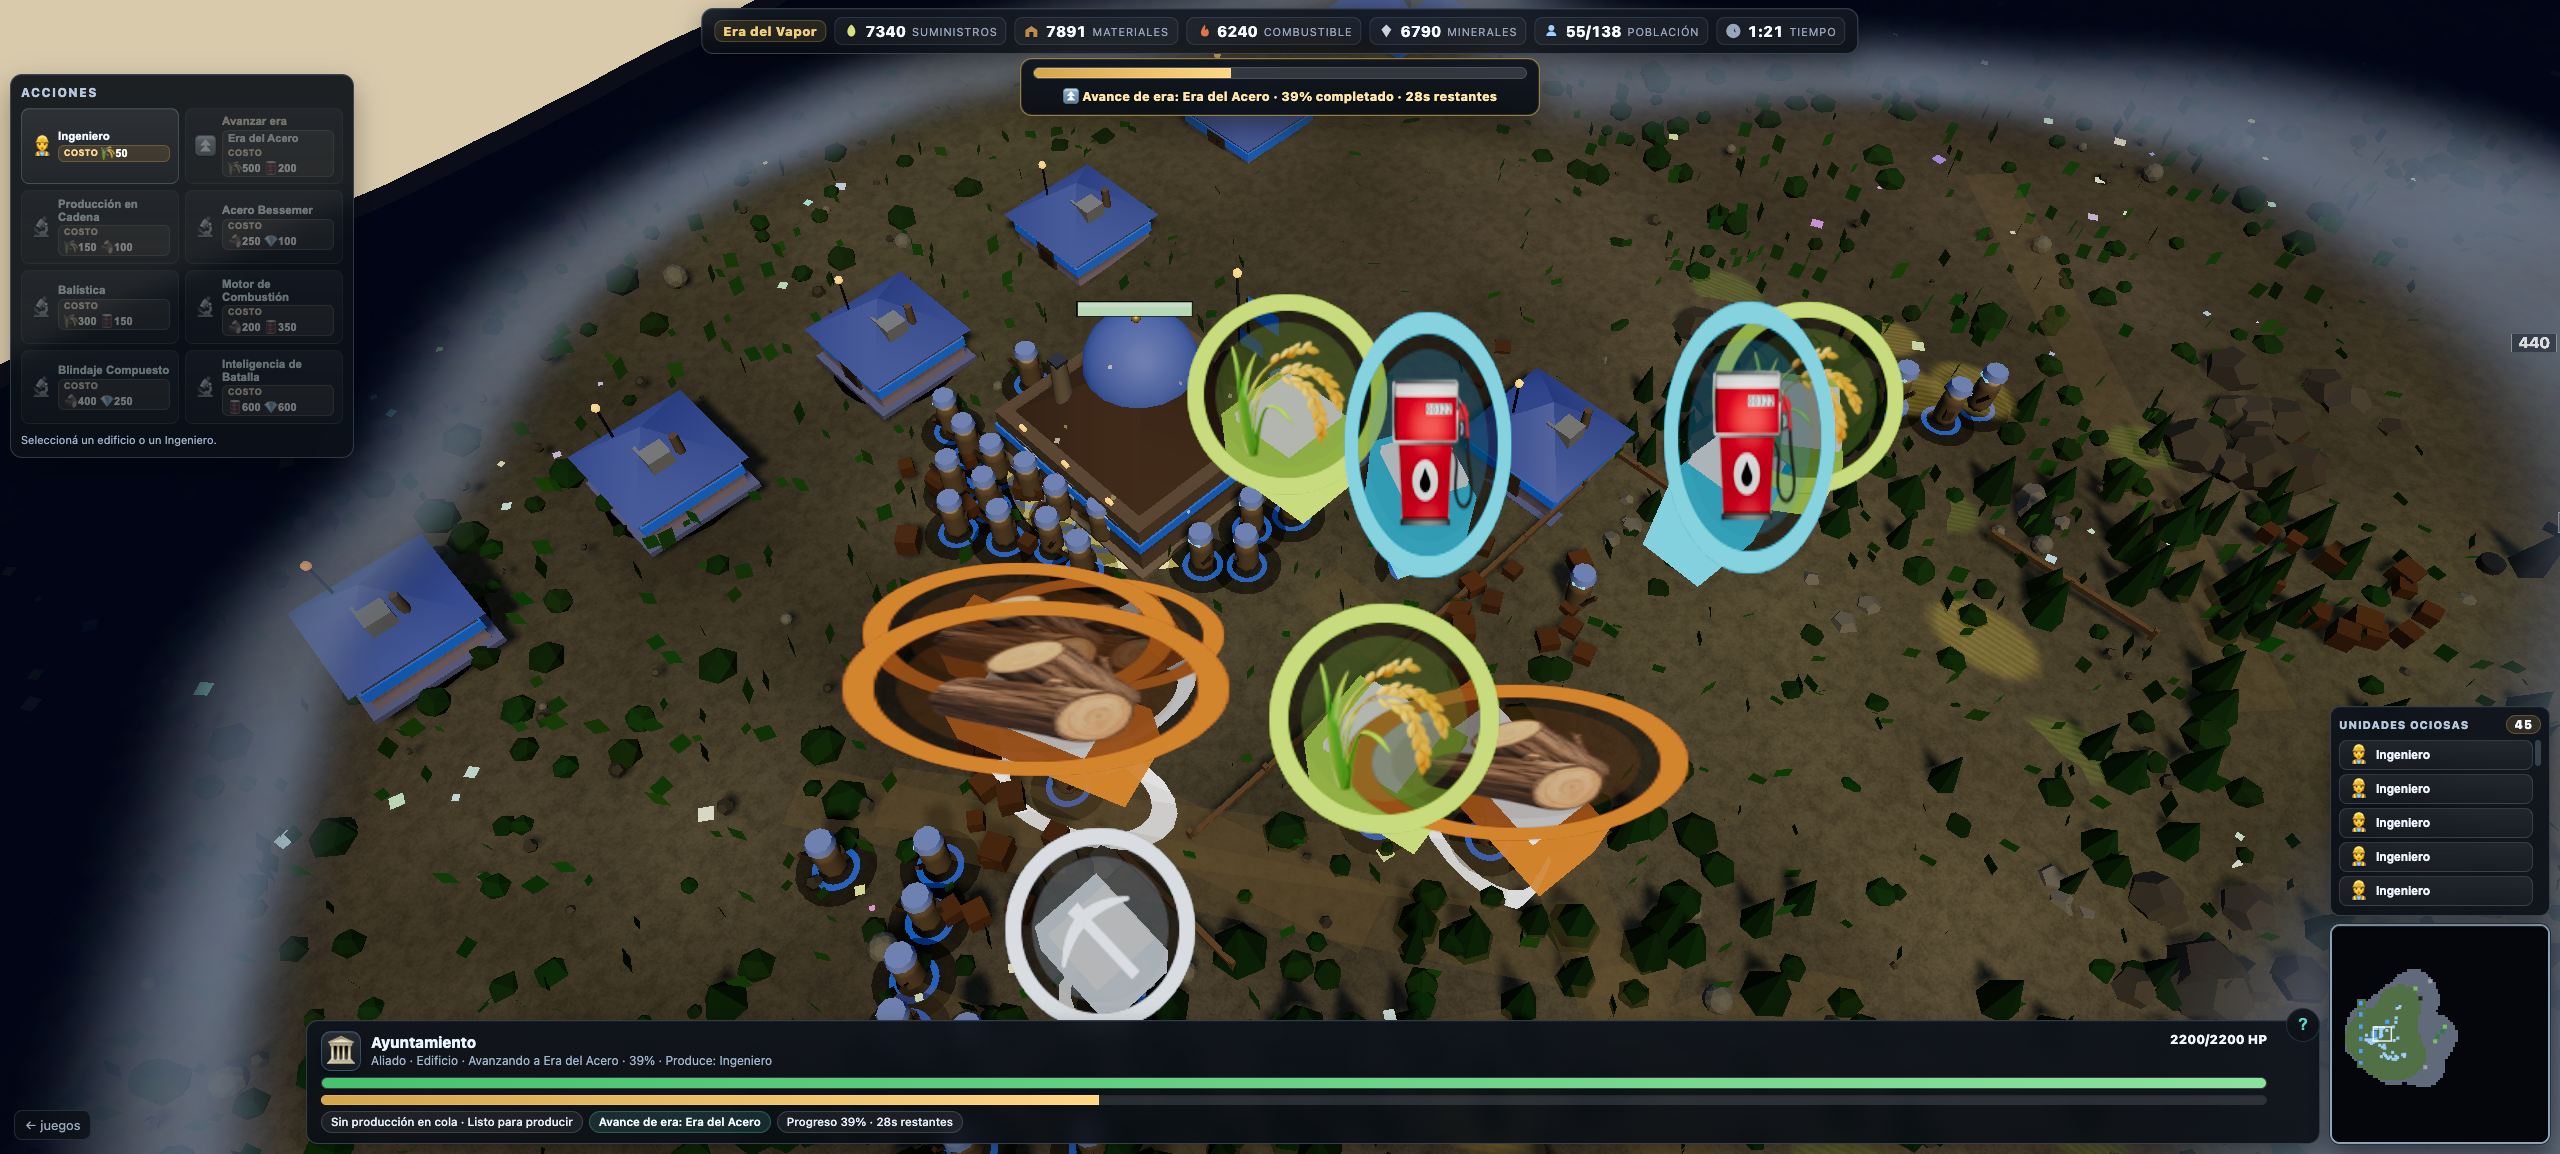 Era del Vapor
7340 SUMINISTROS
7891 MATERIALES
6240 COMBUSTIBLE
6790 MINERALES
55/138 POBLACIÓN
1:21 TIEMPO
Avance de era: Era del Acero · 39% completado · 28s restantes
ACCIONES
Ingeniero
COSTO 50
Avanzar era
Era del Acero
COSTO
500 200
Producción en
Cadena
COSTO
150 100
Acero Bessemer
COSTO
250 100
Balística
COSTO
300 150
Motor de
Combustión
COSTO
200 350
Blindaje Compuesto
COSTO
400 250
Inteligencia de
Batalla
COSTO
600 600
Seleccioná un edificio o un Ingeniero.
440
UNIDADES OCIOSAS 45
Ingeniero
Ingeniero
Ingeniero
Ingeniero
Ingeniero
?
Ayuntamiento
2200/2200 HP
Aliado · Edificio · Avanzando a Era del Acero · 39% · Produce: Ingeniero
Sin producción en cola · Listo para producir
Avance de era: Era del Acero
Progreso 39% · 28s restantes
← juegos